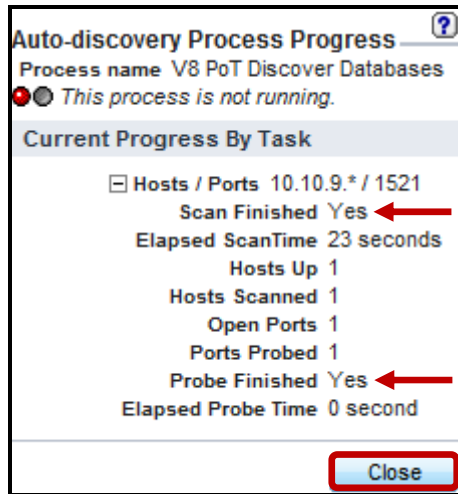 Auto-discovery Process Progress ?
Process name V8 PoT Discover Databases
This process is not running.
Current Progress By Task
Hosts / Ports 10.10.9.* / 1521
Scan Finished Yes
Elapsed ScanTime 23 seconds
Hosts Up 1
Hosts Scanned 1
Open Ports 1
Ports Probed 1
Probe Finished Yes
Elapsed Probe Time 0 second
Close